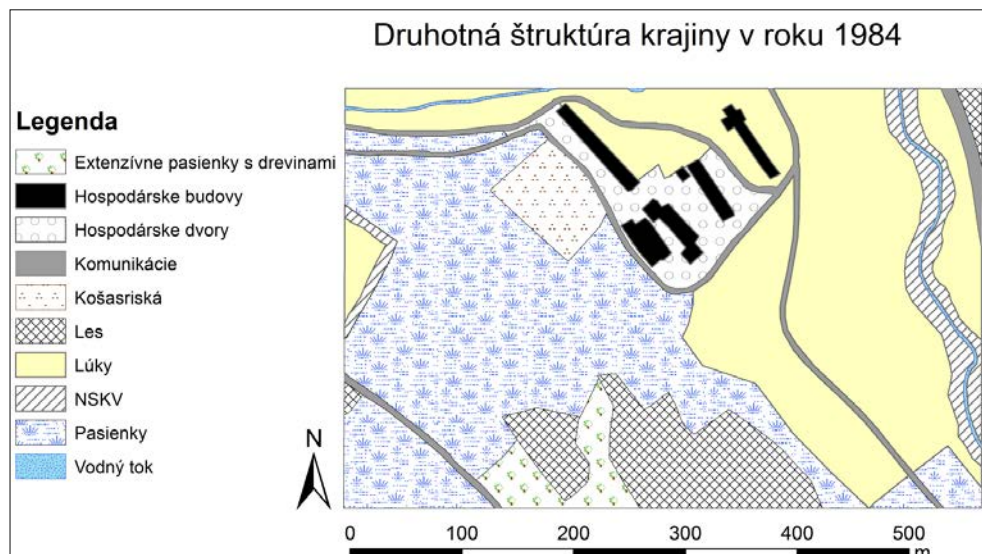 Druhotná štruktúra krajiny v roku 1984
Legenda
Extenzívne pasienky s drevinami
Hospodárske budovy
Hospodárske dvory
Komunikácie
Košasriská
Les
Lúky
NSKV
Pasienky
Vodný tok
N
0 100 200 300 400 500
m